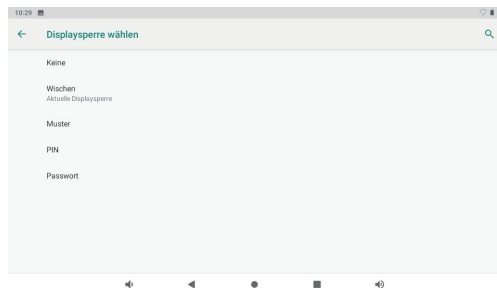 10:29
Displaysperre wählen
Keine
Wischen
Aktuelle Displaysperre
Muster
PIN
Passwort